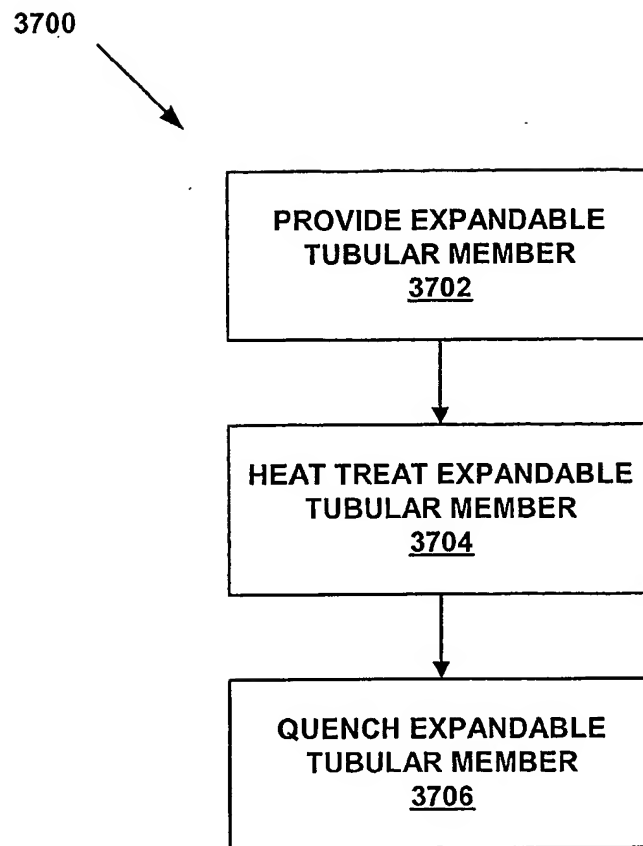 3700
PROVIDE EXPANDABLE
TUBULAR MEMBER
3702
HEAT TREAT EXPANDABLE
TUBULAR MEMBER
3704
QUENCH EXPANDABLE
TUBULAR MEMBER
3706